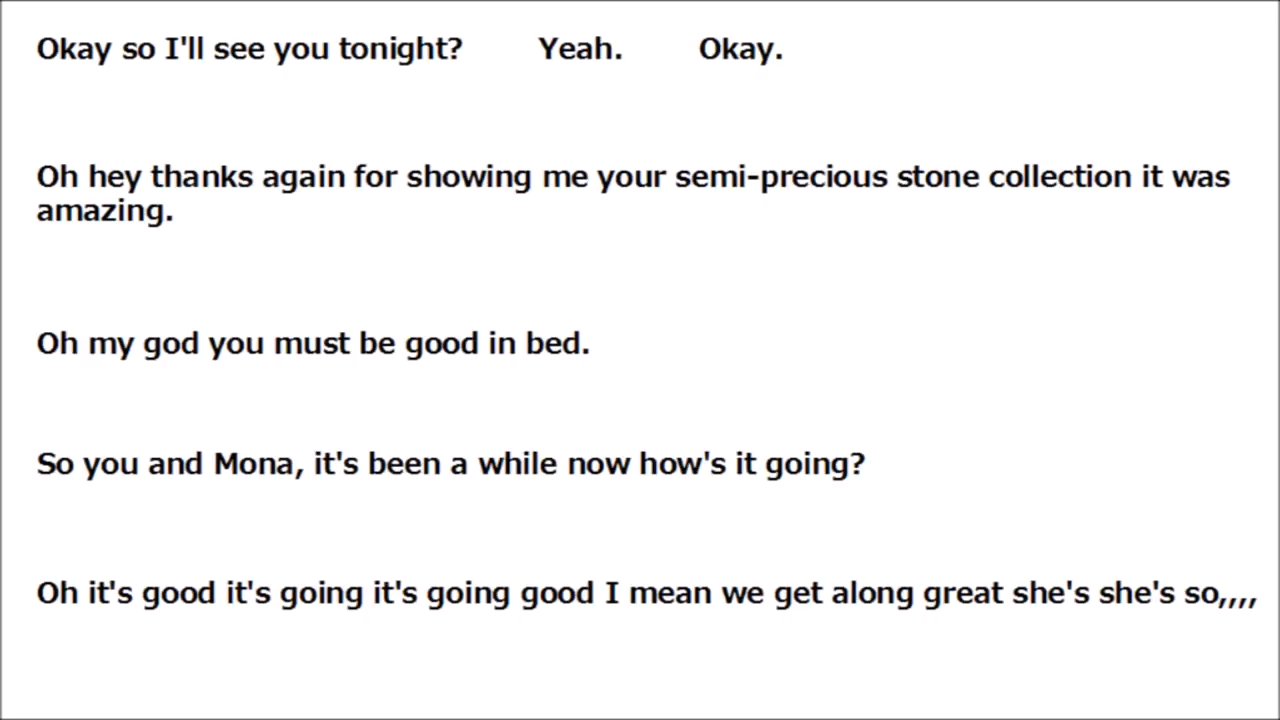 Okay so I'll see you tonight? Yeah. Okay.
Oh hey thanks again for showing me your semi-precious stone collection it was
amazing.
Oh my god you must be good in bed.
So you and Mona, it's been a while now how's it going?
Oh it's good it's going it's going good I mean we get along great she's she's so,,,,